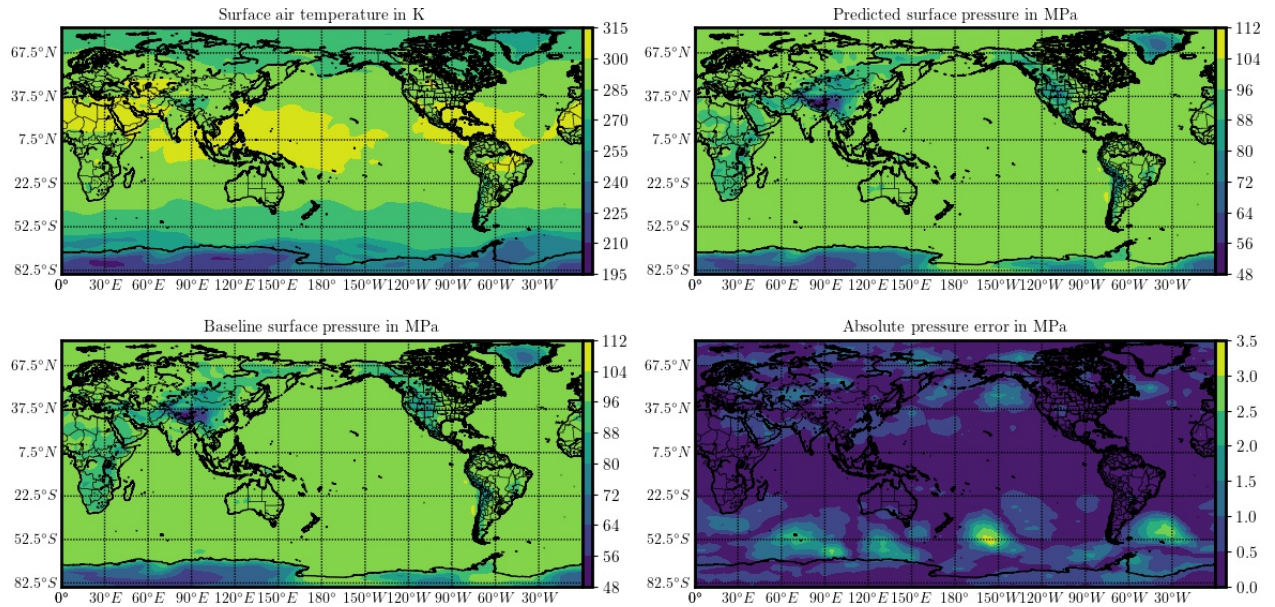 Surface air temperature in K
67.5°N
37.5°N
7.5°N
22.5°S
52.5°S
82.5°S
0° 30°E 60°E 90°E 120°E 150°E 180° 150°W 120°W 90°W 60°W 30°W
315
300
285
270
255
240
225
210
195
Predicted surface pressure in MPa
67.5°N
37.5°N
7.5°N
22.5°S
52.5°S
82.5°S
0° 30°E 60°E 90°E 120°E 150°E 180° 150°W 120°W 90°W 60°W 30°W
112
104
96
88
80
72
64
56
48
Baseline surface pressure in MPa
67.5°N
37.5°N
7.5°N
22.5°S
52.5°S
82.5°S
0° 30°E 60°E 90°E 120°E 150°E 180° 150°W 120°W 90°W 60°W 30°W
112
104
96
88
80
72
64
56
48
Absolute pressure error in MPa
67.5°N
37.5°N
7.5°N
22.5°S
52.5°S
82.5°S
0° 30°E 60°E 90°E 120°E 150°E 180° 150°W 120°W 90°W 60°W 30°W
3.5
3.0
2.5
2.0
1.5
1.0
0.5
0.0